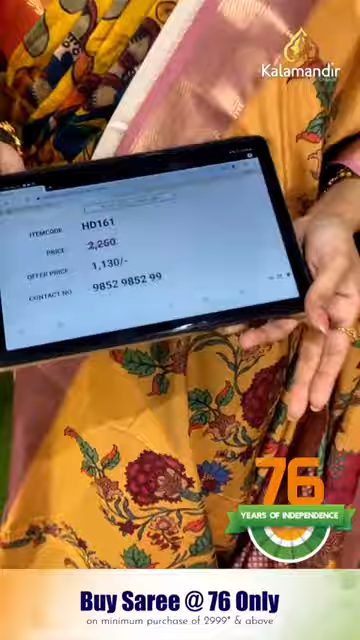 Kalamandir
ITEMCODE HD161
PRICE 2,260
OFFER PRICE 1,130/-
CONTACT NO 9852 9852 99
76
YEARS OF INDEPENDENCE
Buy Saree @ 76 Only
on minimum purchase of 2999* & above